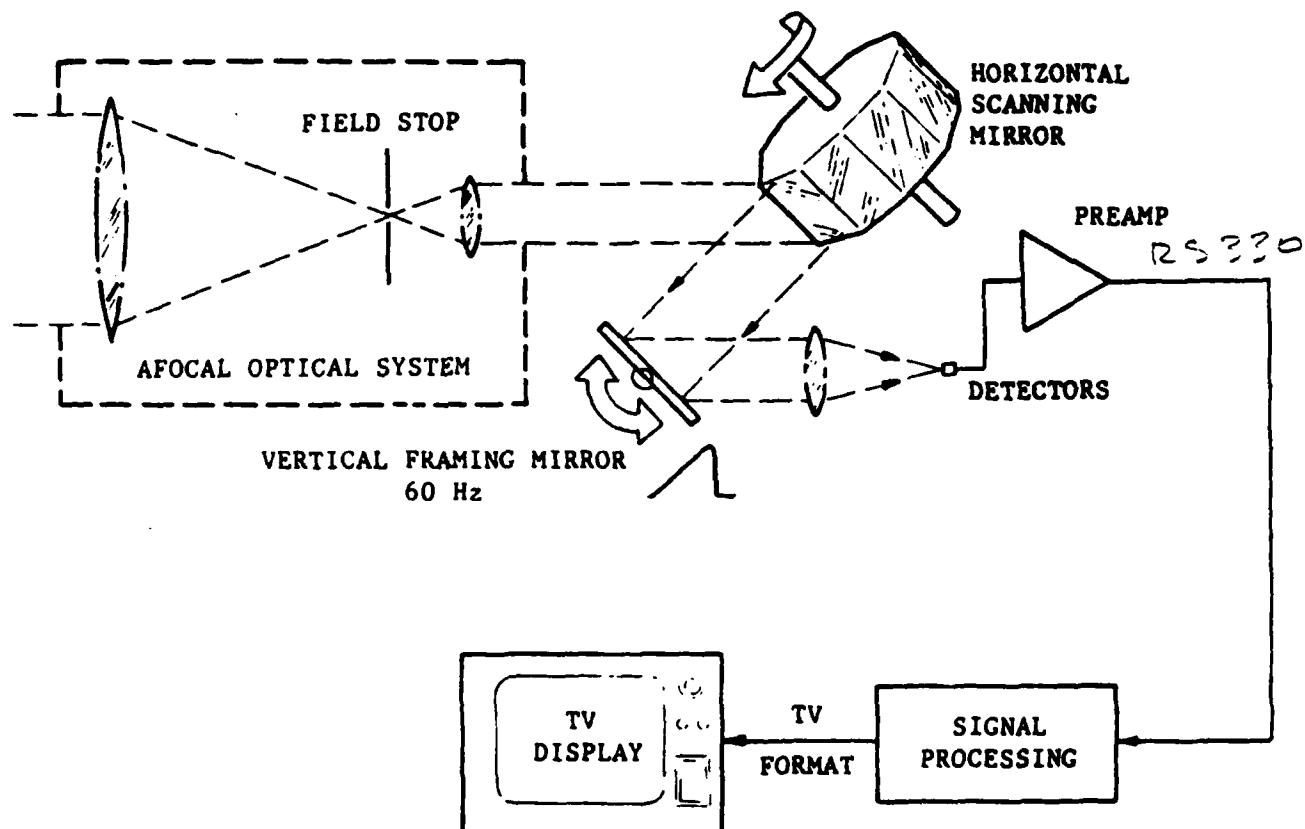 HORIZONTAL
SCANNING
MIRROR
FIELD STOP
PREAMP
RS330
AFOCAL OPTICAL SYSTEM
DETECTORS
VERTICAL FRAMING MIRROR
60 Hz
TV
DISPLAY
TV
FORMAT
SIGNAL
PROCESSING